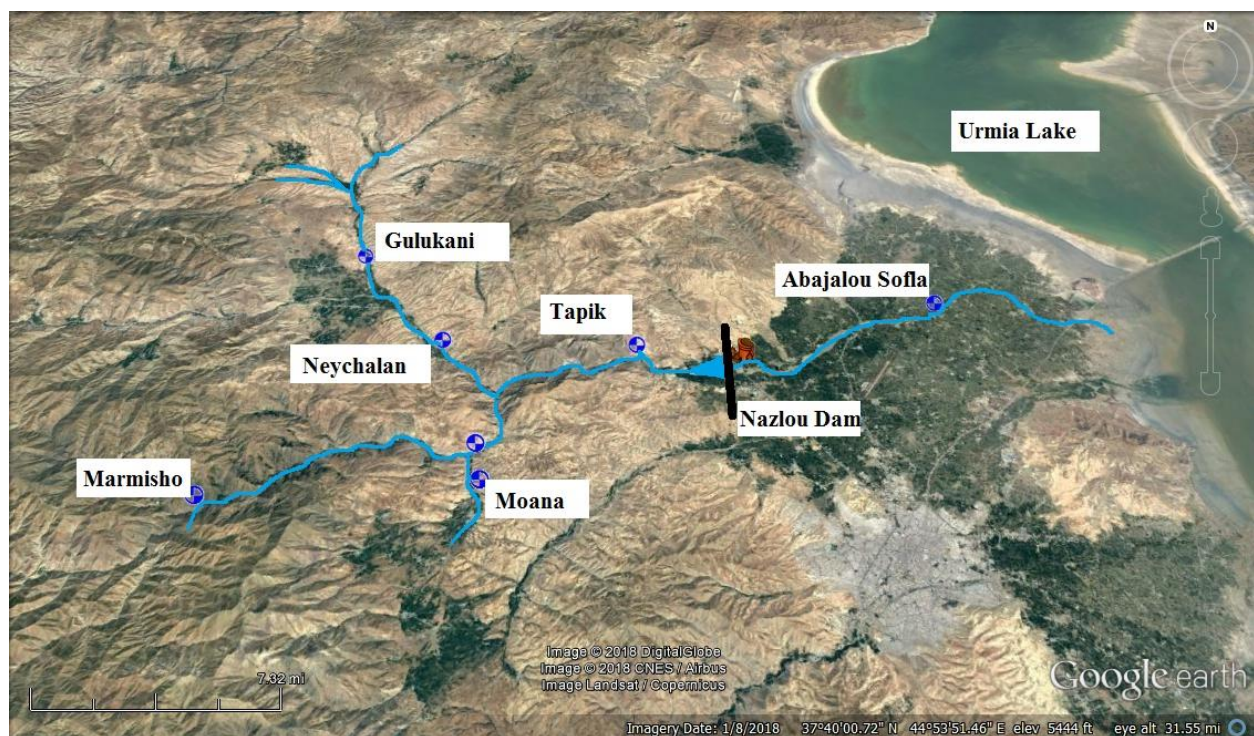 N
Urmia Lake
Gulukani
Abajalou Sofla
Tapik
Neychalan
Nazlou Dam
Marmisho
Moana
Image © 2018 DigitalGlobe
Image © 2018 CNES / Airbus
Image Landsat / Copernicus
7.32 mi
Google earth
Imagery Date: 1/8/2018 37°40'00.72" N 44°53'51.46" E elev 5444 ft eye alt 31.55 mi